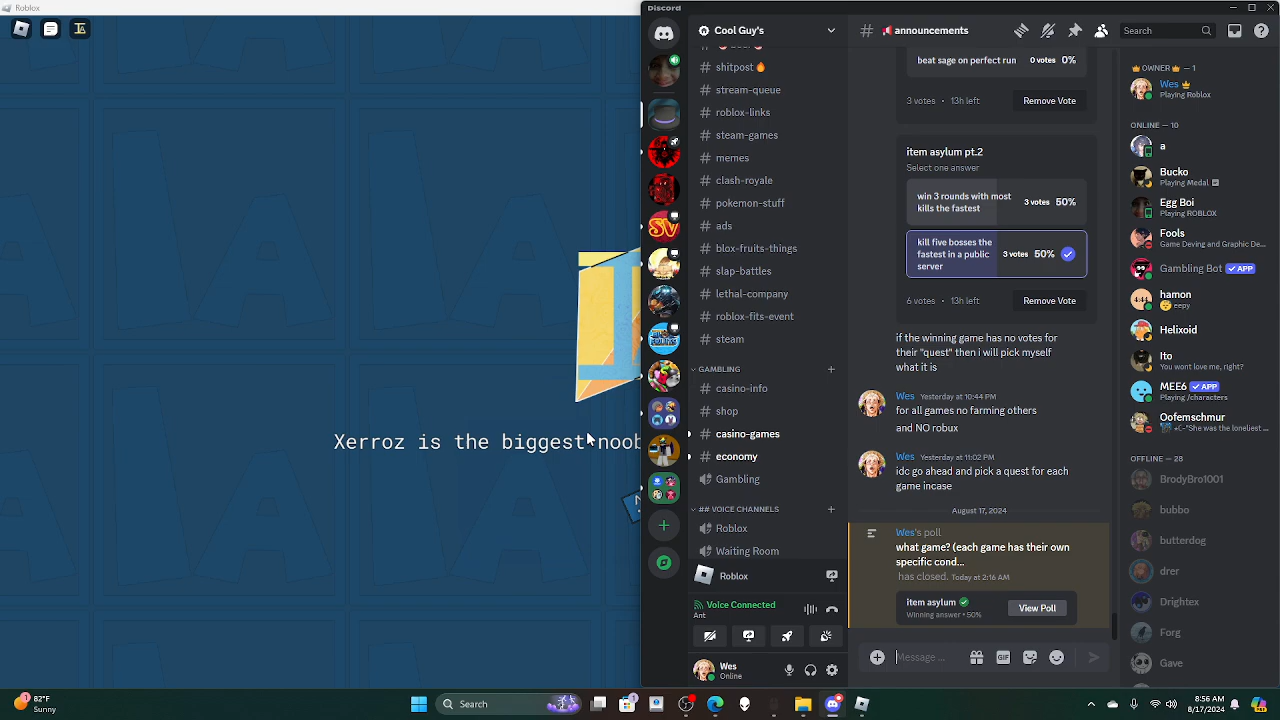 Roblox
Xerroz is the biggest noob
Discord
Cool Guy's
shitpost 🔥
stream-queue
roblox-links
steam-games
memes
clash-royale
pokemon-stuff
ads
blox-fruits-things
slap-battles
lethal-company
roblox-fits-event
steam
GAMBLING
casino-info
shop
casino-games
economy
Gambling
## VOICE CHANNELS
Roblox
Waiting Room
Roblox
Voice Connected
Ant
Wes
Online
announcements
Search
beat sage on perfect run 0 votes 0%
3 votes • 13h left Remove Vote
item asylum pt.2
Select one answer
win 3 rounds with most
kills the fastest
3 votes 50%
kill five bosses the
fastest in a public
server
3 votes 50%
6 votes • 13h left Remove Vote
if the winning game has no votes for
their "quest" then i will pick myself
what it is
Wes Yesterday at 10:44 PM
for all games no farming others
and NO robux
Wes Yesterday at 11:02 PM
idc go ahead and pick a quest for each
game incase
August 17, 2024
Wes's poll
what game? (each game has their own
specific cond...
has closed. Today at 2:16 AM
item asylum
Winning answer • 50%
View Poll
Message ...
GIF
OWNER — 1
Wes
Playing Roblox
ONLINE — 10
a
Bucko
Playing Medal
Egg Boi
Playing ROBLOX
Fools
Game Deving and Graphic De...
Gambling Bot ✓ APP
hanon
eepy
Helixoid
Ito
You wont love me, right?
MEE6 ✓ APP
Playing /characters
Oofenschmur
+C-"She was the loneliest ...
OFFLINE — 28
BrodyBro1001
bubbo
butterdog
drer
Drightex
Forg
Gave
1
82°F
Sunny
Search
8:56 AM
8/17/2024